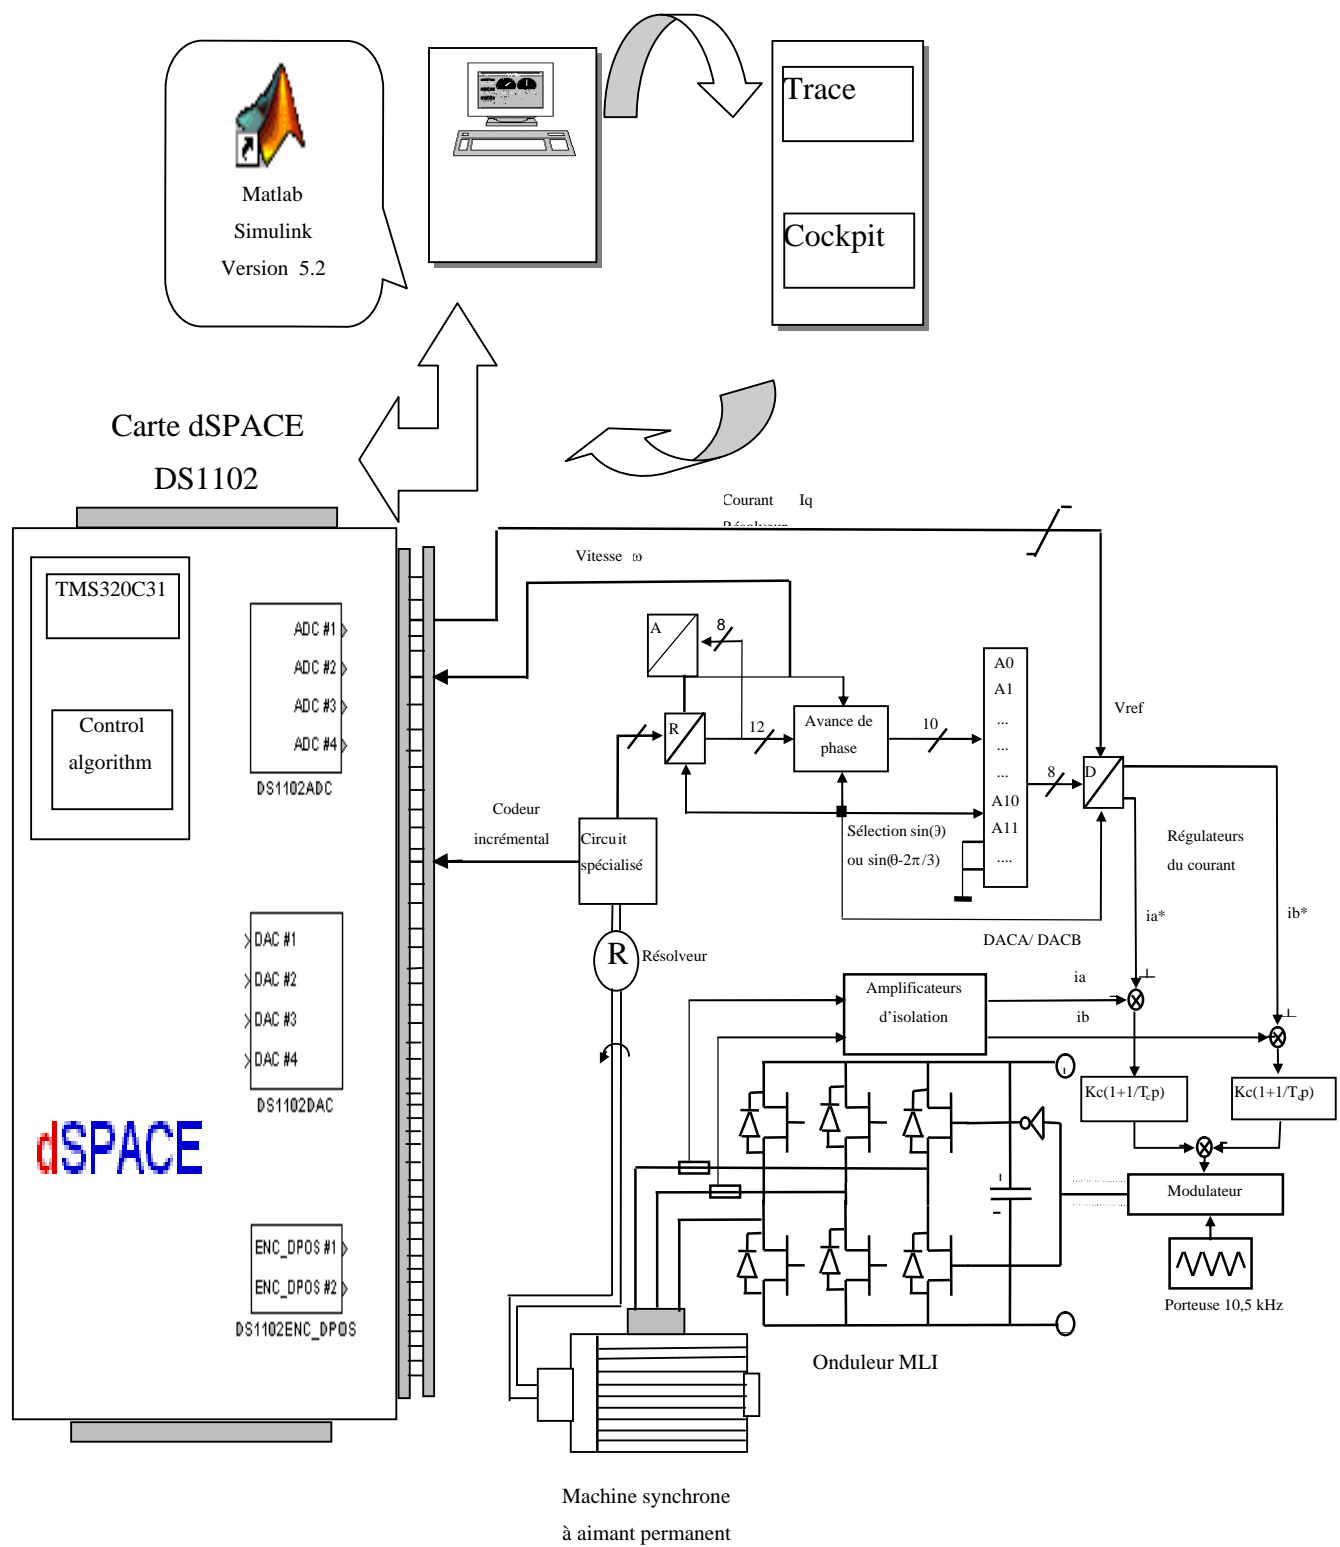 Matlab
Simulink
Version 5.2
Trace
Cockpit
Carte dSPACE
DS1102
TMS320C31
Control
algorithm
ADC #1
ADC #2
ADC #3
ADC #4
DS1102ADC
DAC #1
DAC #2
DAC #3
DAC #4
DS1102DAC
dSPACE
ENC_DPOS #1
ENC_DPOS #2
DS1102ENC_DPOS
Courant Iq
Résolveur
Vitesse ω
A
8
R
12
Avance de
phase
10
A0
A1
...
...
...
A10
A11
....
8
D
Vref
Codeur
incrémental
Circuit
spécialisé
Sélection sin(θ)
ou sin(θ-2π/3)
Régulateurs
du courant
ia*
ib*
DACA/ DACB
R
Résolveur
Amplificateurs
d'isolation
ia
ib
Kc(1+1/Tcp)
Kc(1+1/Tcp)
Modulateur
Porteuse 10,5 kHz
Onduleur MLI
Machine synchrone
à aimant permanent